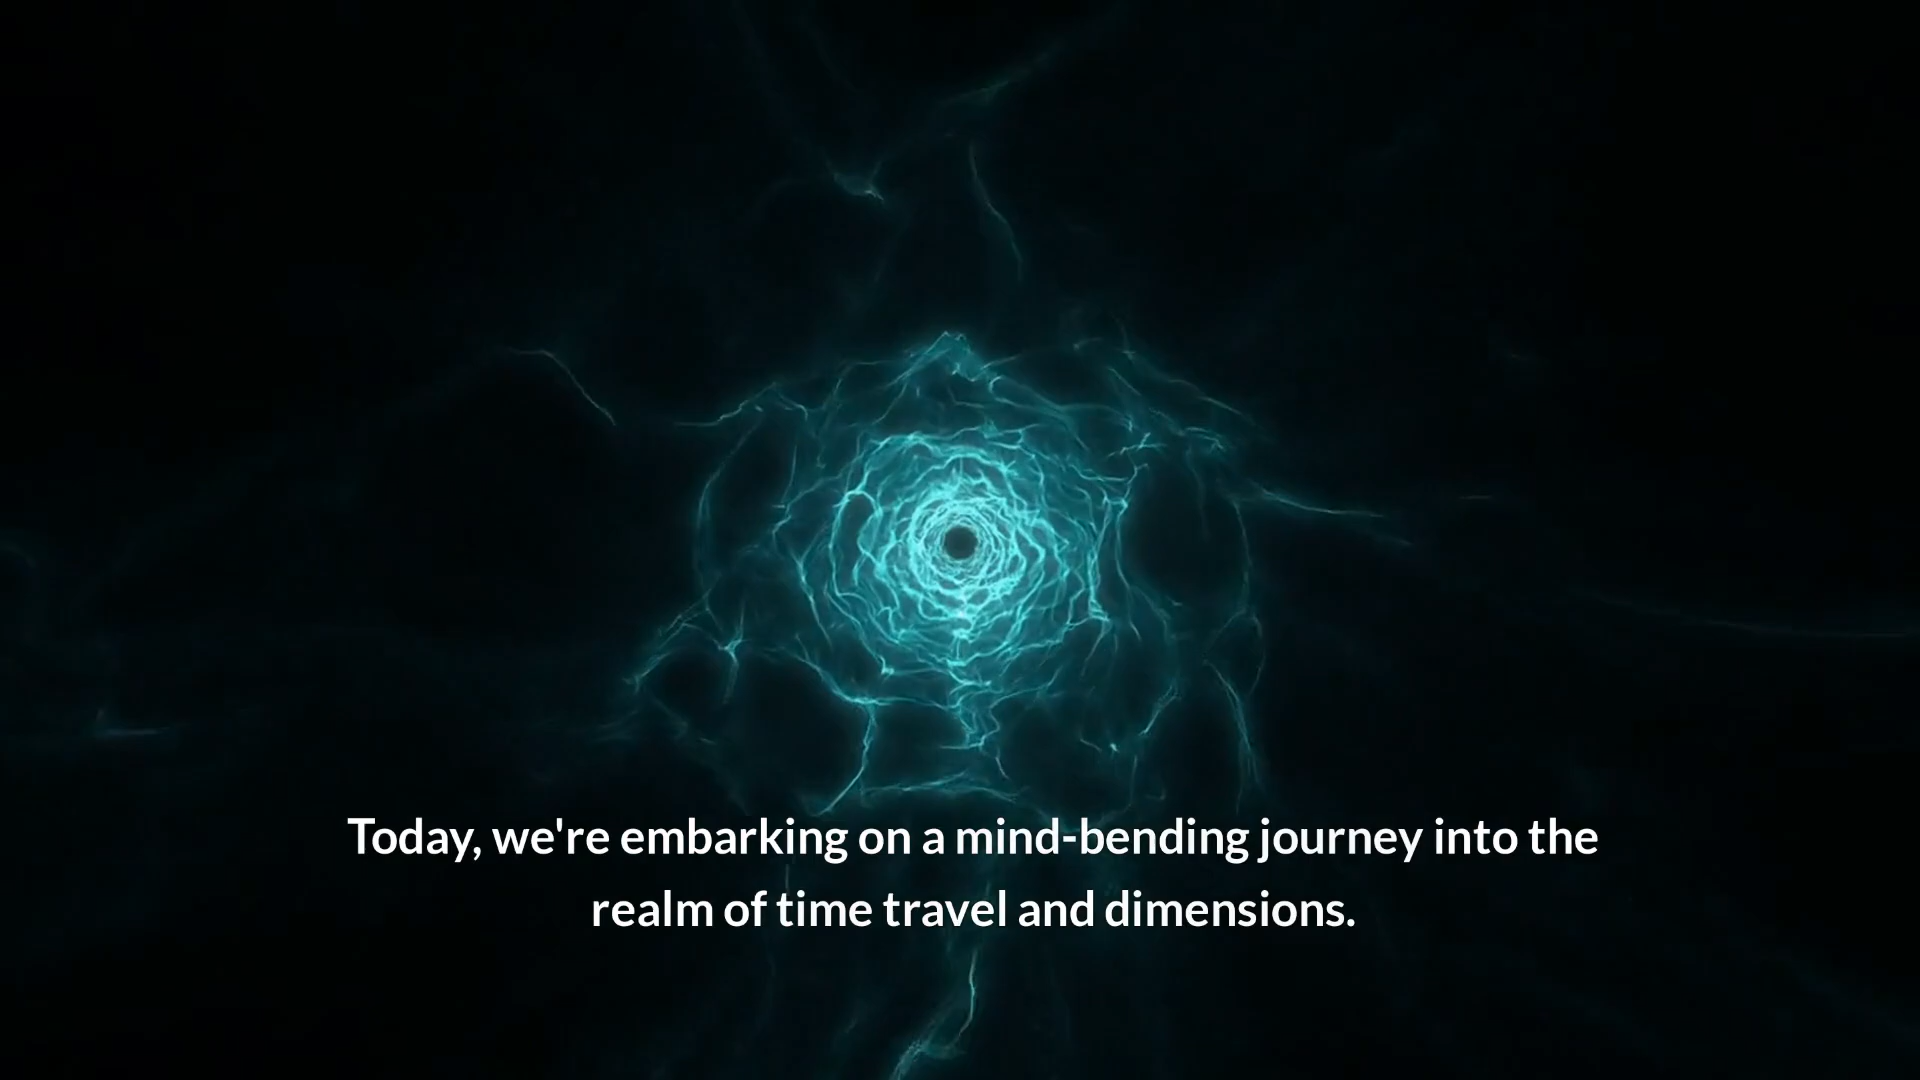 Today, we're embarking on a mind-bending journey into the
realm of time travel and dimensions.